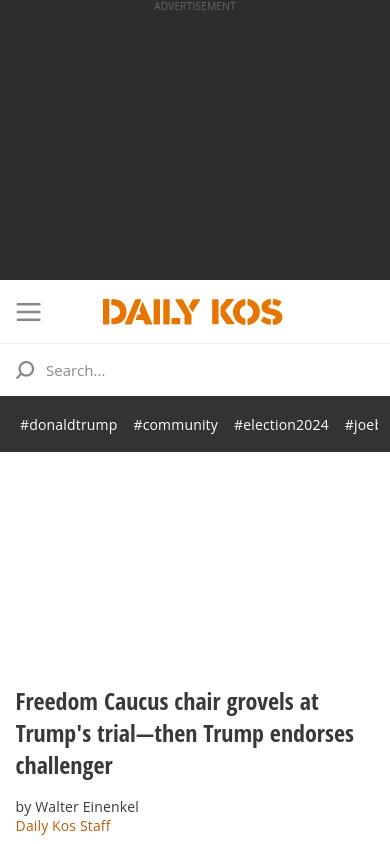 ADVERTISEMENT
DAILY KOS
Search...
#donaldtrump #community #election2024 #joeb
Freedom Caucus chair grovels at
Trump's trial—then Trump endorses
challenger
by Walter Einenkel
Daily Kos Staff